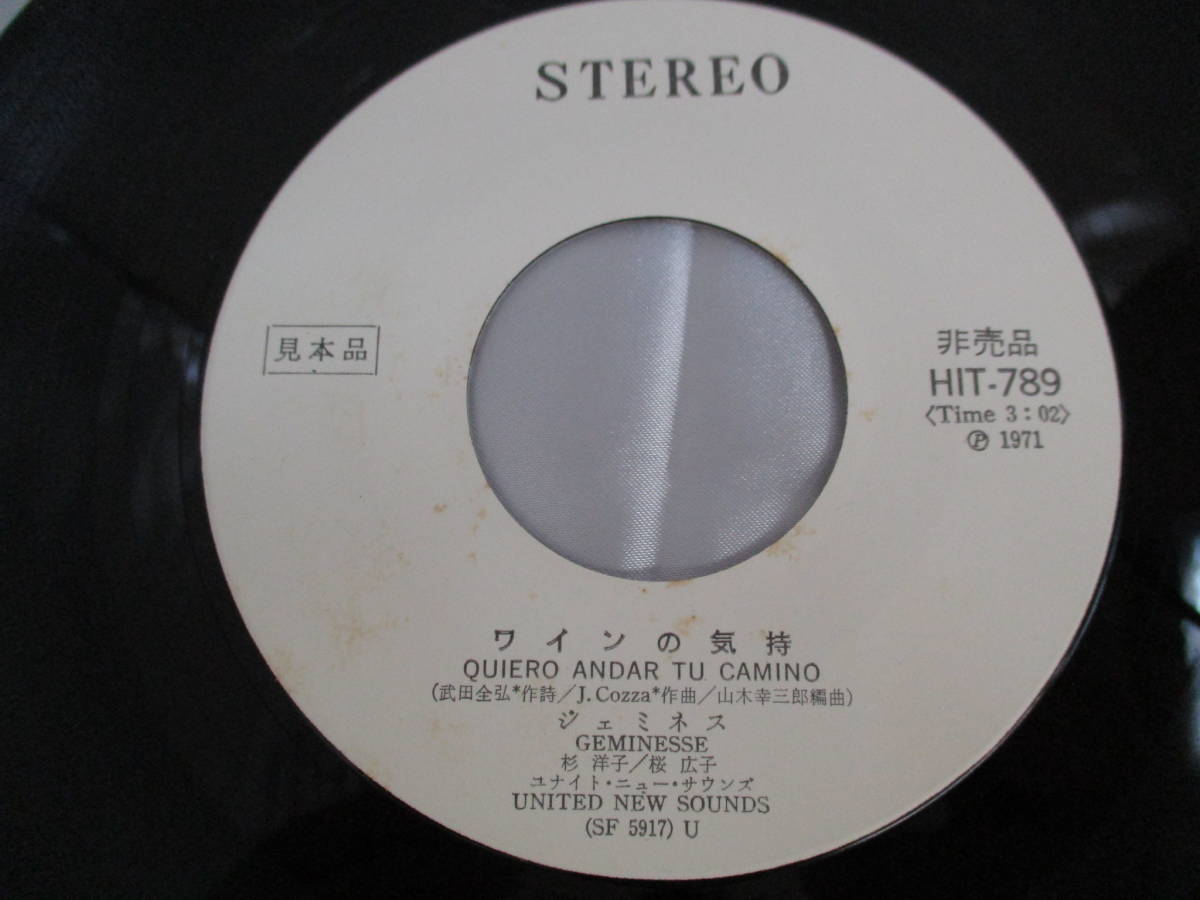 STEREO
見本品
非売品
HIT-789
〈Time 3:02〉
Ⓟ 1971
ワインの気持
QUIERO ANDAR TU CAMINO
(武田全弘*作詩/J. Cozza*作曲/山木幸三郎編曲)
ジェミネス
GEMINESSE
杉 洋子/桜 広子
ユナイト・ニュー・サウンズ
UNITED NEW SOUNDS
(SF 5917) U